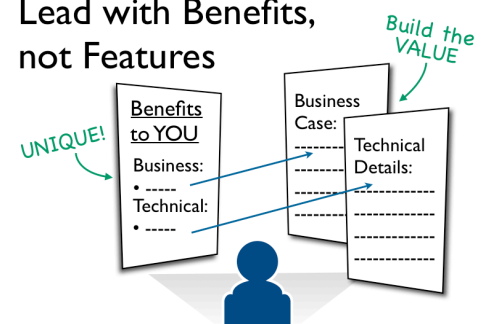 Lead with Benefits,
not Features
Build the
VALUE
UNIQUE!
Benefits
to YOU
Business:
• -----
Technical:
• -----
Business
Case:
Technical
Details: